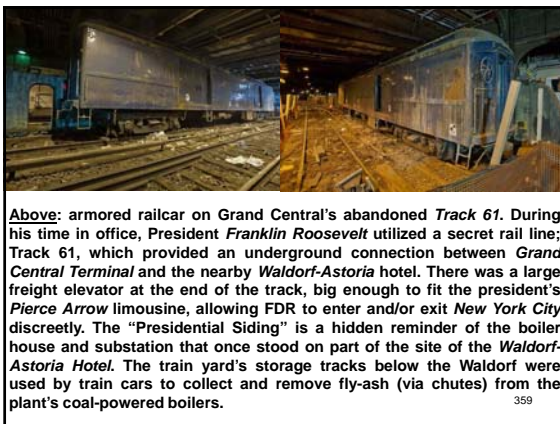 Above: armored railcar on Grand Central's abandoned Track 61. During
his time in office, President Franklin Roosevelt utilized a secret rail line;
Track 61, which provided an underground connection between Grand
Central Terminal and the nearby Waldorf-Astoria hotel. There was a large
freight elevator at the end of the track, big enough to fit the president's
Pierce Arrow limousine, allowing FDR to enter and/or exit New York City
discreetly. The “Presidential Siding” is a hidden reminder of the boiler
house and substation that once stood on part of the site of the Waldorf-
Astoria Hotel. The train yard's storage tracks below the Waldorf were
used by train cars to collect and remove fly-ash (via chutes) from the
plant's coal-powered boilers.
359